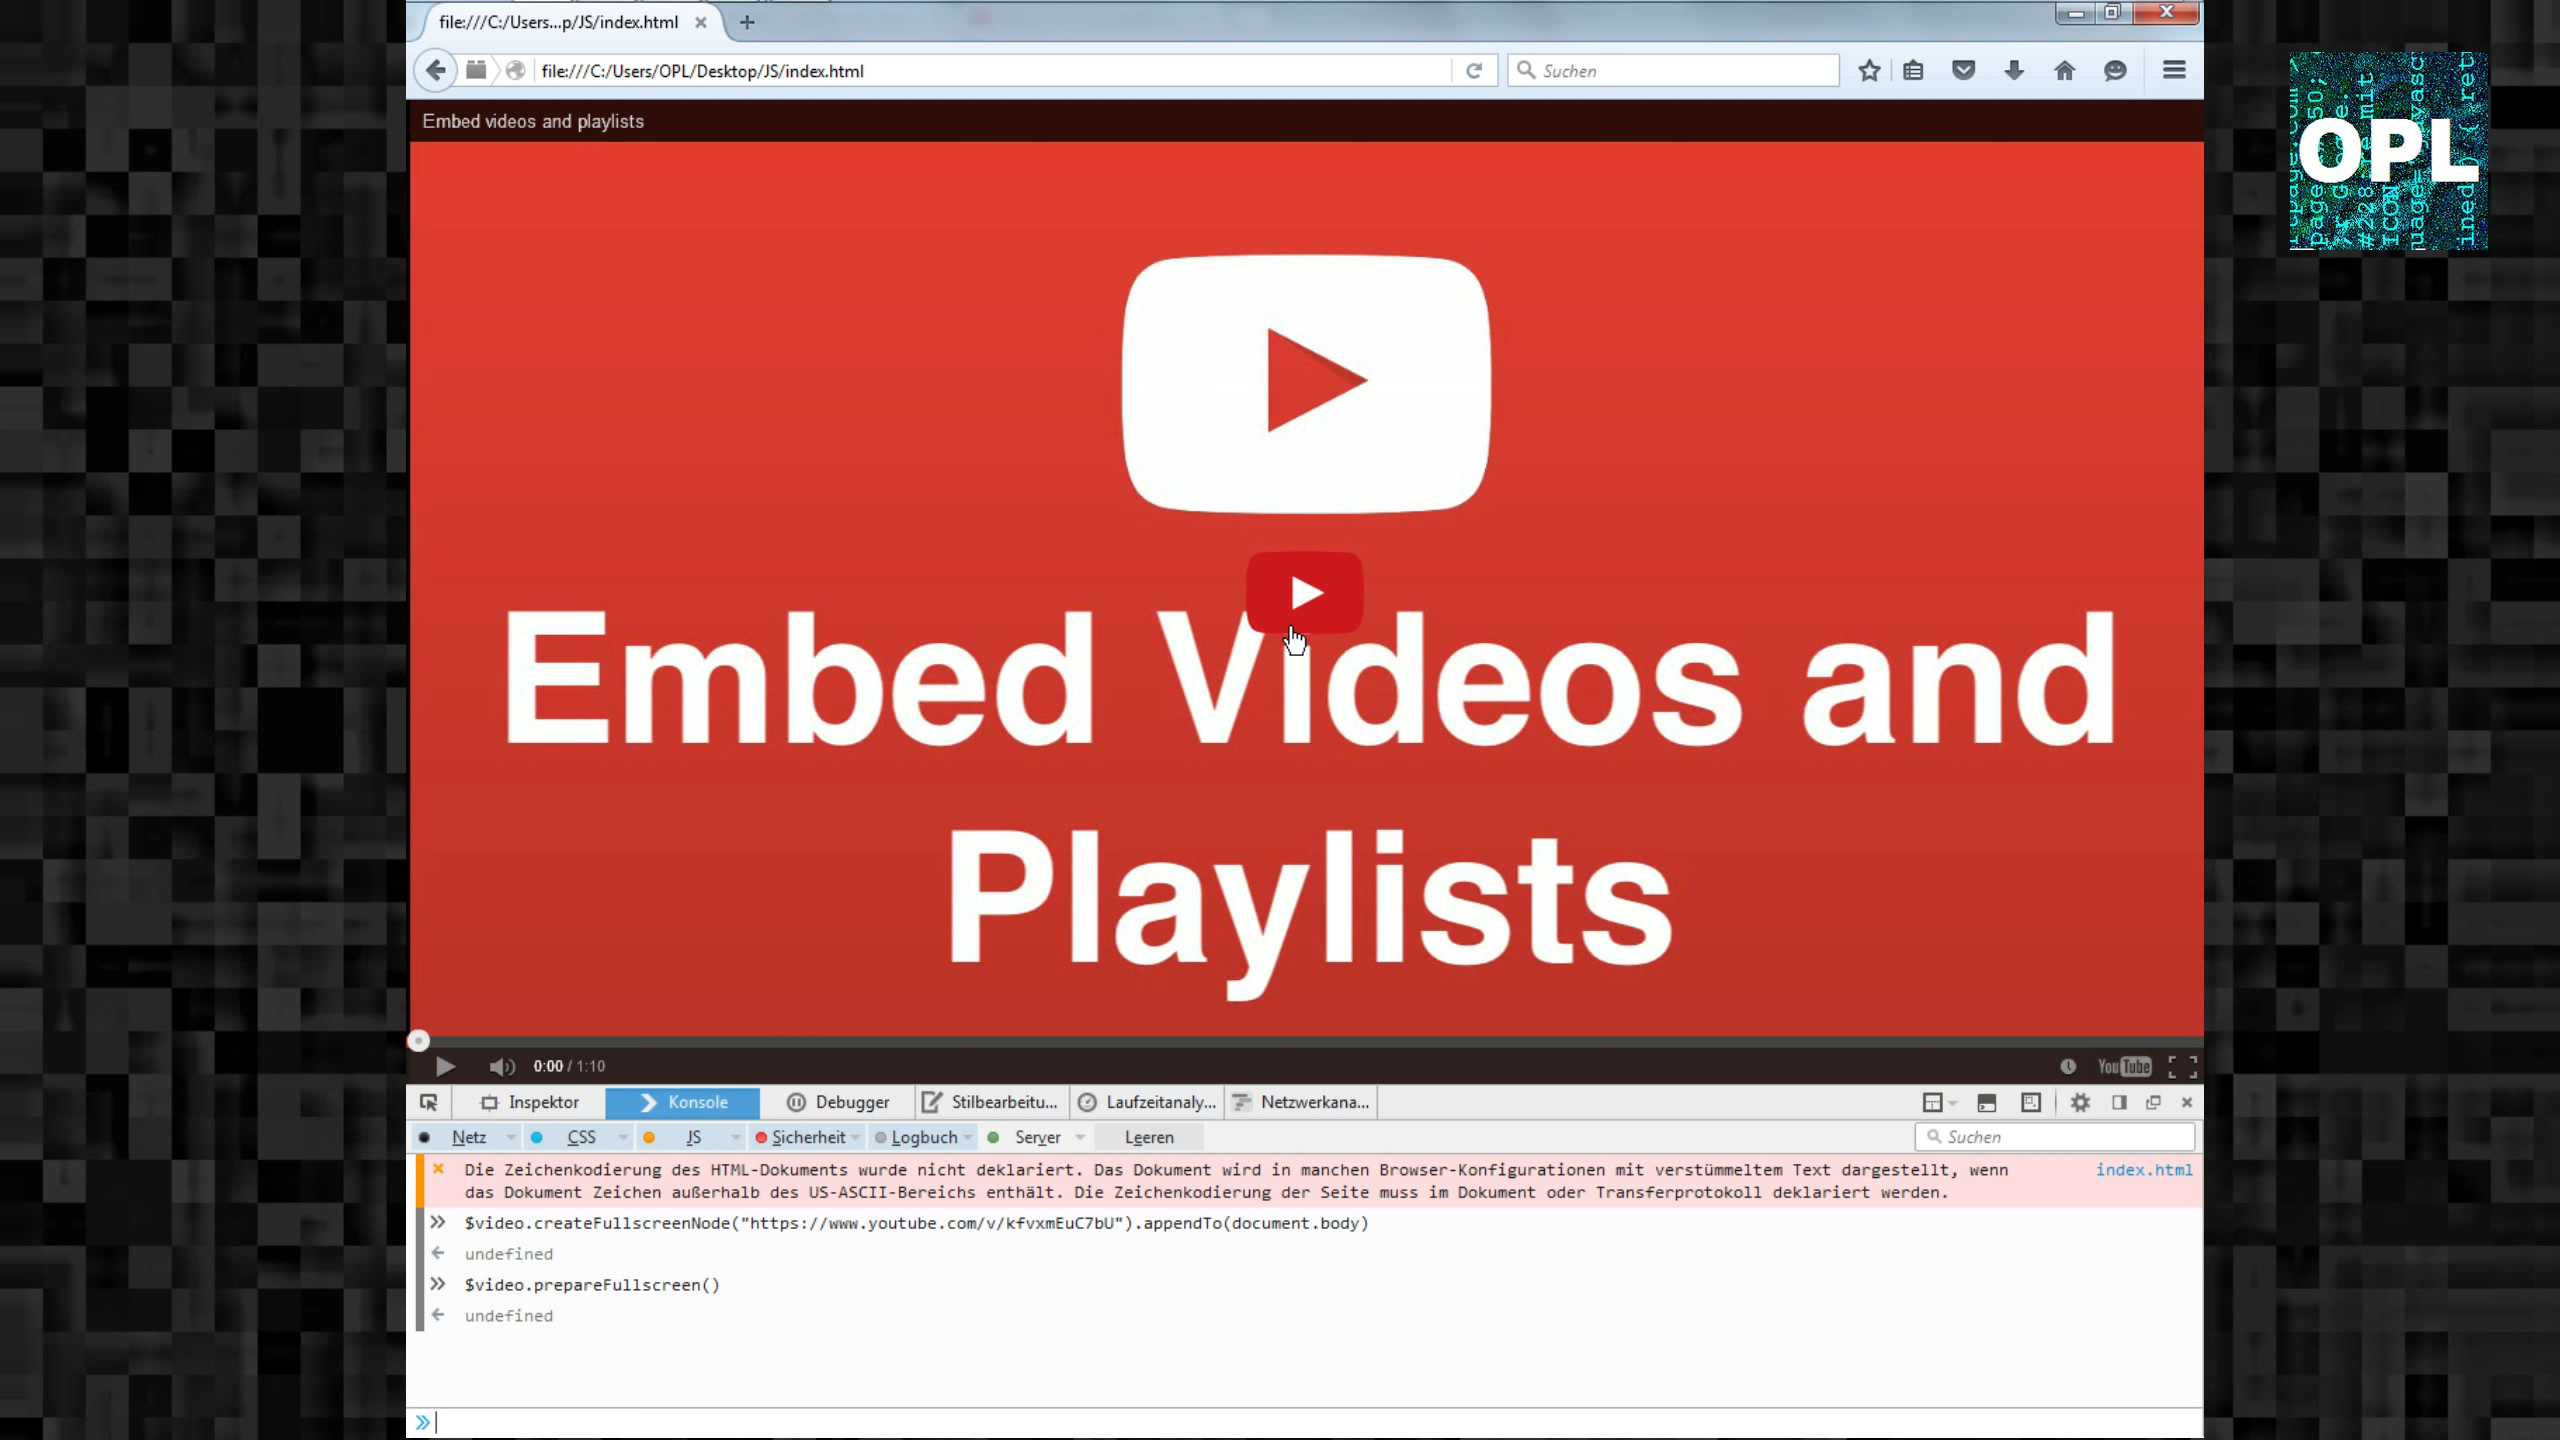 file:///C:/Users...p/JS/index.html
file:///C:/Users/OPL/Desktop/JS/index.html
Suchen
OPL
Embed videos and playlists
Embed Videos and
Playlists
0:00 / 1:10
YouTube
Inspektor Konsole Debugger Stilbearbeitu... Laufzeitanaly... Netzwerkana...
Netz CSS JS Sicherheit Logbuch Server Leeren Suchen
Die Zeichenkodierung des HTML-Dokuments wurde nicht deklariert. Das Dokument wird in manchen Browser-Konfigurationen mit verstümmeltem Text dargestellt, wenn index.html
das Dokument Zeichen außerhalb des US-ASCII-Bereichs enthält. Die Zeichenkodierung der Seite muss im Dokument oder Transferprotokoll deklariert werden.
$video.createFullscreenNode("https://www.youtube.com/v/kfvxmEuC7bU").appendTo(document.body)
undefined
$video.prepareFullscreen()
undefined